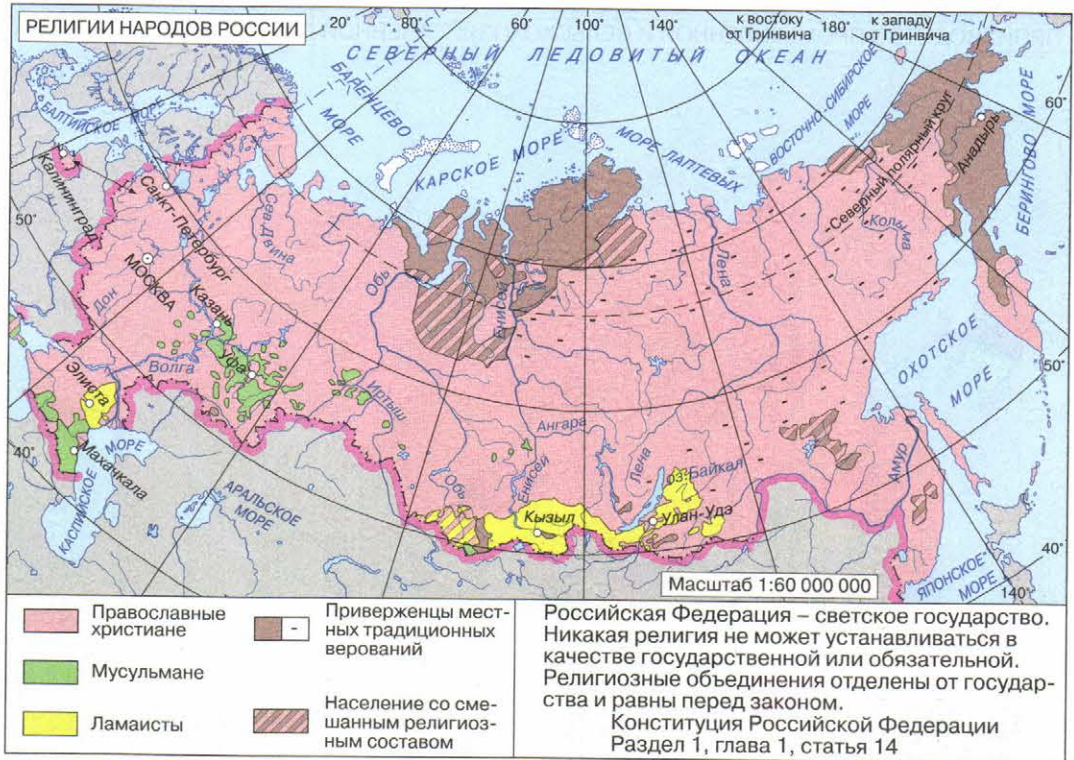 РЕЛИГИИ НАРОДОВ РОССИИ
20°
80°
60°
100°
140°
к востоку
от Гринвича
180°
к западу
от Гринвича
СЕВЕРНЫЙ ЛЕДОВИТЫЙ ОКЕАН
БАЛТИЙСКОЕ МОРЕ
БАРЕНЦЕВО
МОРЕ
КАРСКОЕ МОРЕ
МОРЕ ЛАПТЕВЫХ
ВОСТОЧНО-СИБИРСКОЕ
МОРЕ
БЕРИНГОВО МОРЕ
60°
Северный полярный круг
Анадырь
Калининград
Санкт-Петербург
Сев.Двина
50°
МОСКВА
Дон
Казань
Обь
Енисей
Лена
Колыма
Уфа
Волга
Иртыш
Элиста
Ангара
ОХОТСКОЕ
МОРЕ
50°
40°
Махачкала
МОРЕ
КАСПИЙСКОЕ
АРАЛЬСКОЕ
МОРЕ
Обь
Енисей
Лена
оз.Байкал
Амур
Кызыл
Улан-Удэ
40°
ЯПОНСКОЕ
МОРЕ
140°
Масштаб 1:60 000 000
Православные
христиане
Мусульмане
Ламаисты
-
Приверженцы мест-
ных традиционных
верований
Население со сме-
шанным религиоз-
ным составом
Российская Федерация – светское государство.
Никакая религия не может устанавливаться в
качестве государственной или обязательной.
Религиозные объединения отделены от государ-
ства и равны перед законом.
Конституция Российской Федерации
Раздел 1, глава 1, статья 14